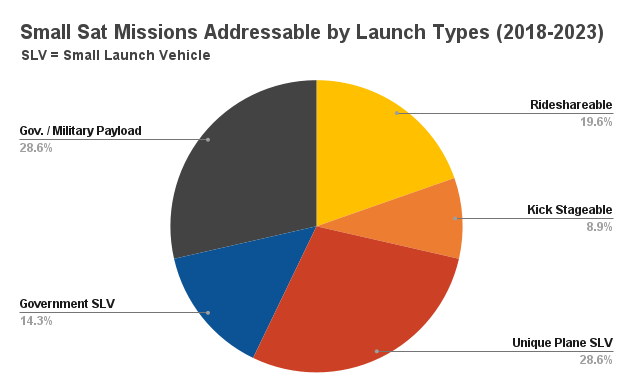 Small Sat Missions Addressable by Launch Types (2018-2023)
SLV = Small Launch Vehicle
Rideshareable
19.6%
Gov. / Military Payload
28.6%
Kick Stageable
8.9%
Government SLV
14.3%
Unique Plane SLV
28.6%